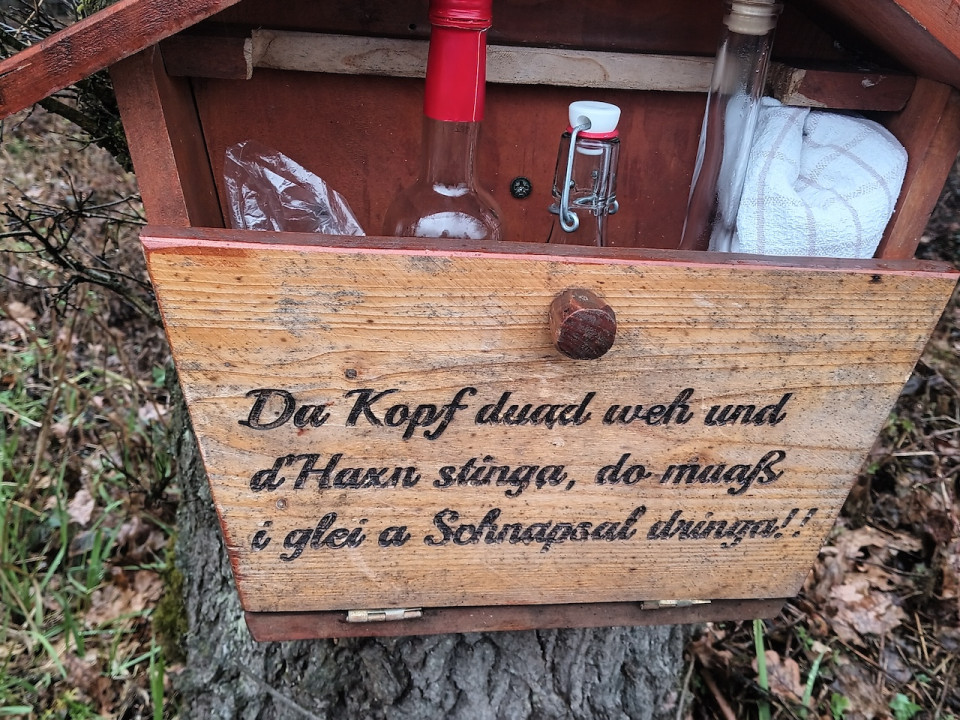 Da Kopf duad weh und
d'Haxn stinga, do muaß
i glei a Schnapsal dringa!!